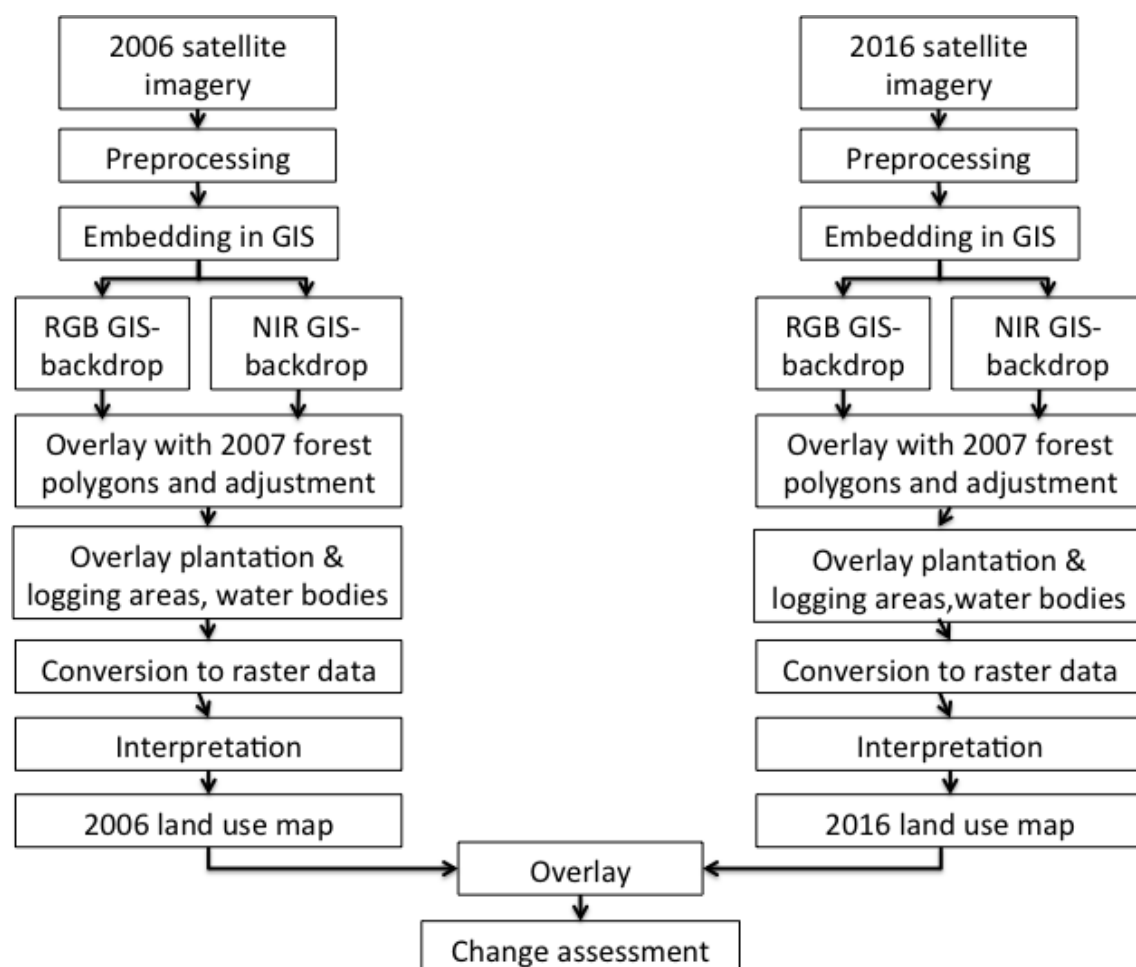 2006 satellite
imagery
2016 satellite
imagery
Preprocessing
Preprocessing
Embedding in GIS
Embedding in GIS
RGB GIS-
backdrop
NIR GIS-
backdrop
RGB GIS-
backdrop
NIR GIS-
backdrop
Overlay with 2007 forest
polygons and adjustment
Overlay with 2007 forest
polygons and adjustment
Overlay plantation &
logging areas, water bodies
Overlay plantation &
logging areas,water bodies
Conversion to raster data
Conversion to raster data
Interpretation
Interpretation
2006 land use map
2016 land use map
Overlay
Change assessment